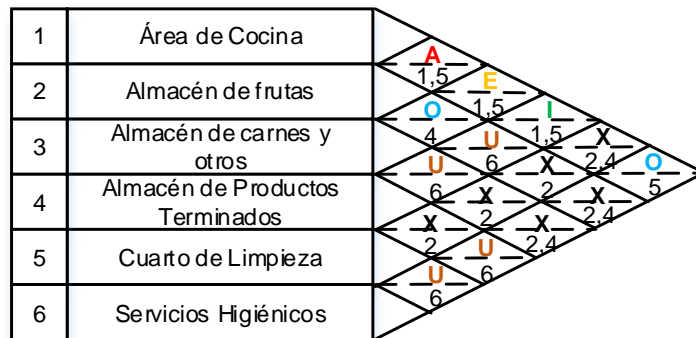 1 Área de Cocina
2 Almacén de frutas
3 Almacén de carnes y
otros
4 Almacén de Productos
Terminados
5 Cuarto de Limpieza
6 Servicios Higiénicos
A
1,5
E
1,5
I
1,5
X
2,4
O
5
O
4
U
6
X
2
X
2,4
U
6
X
2
X
2,4
X
2
U
6
U
6